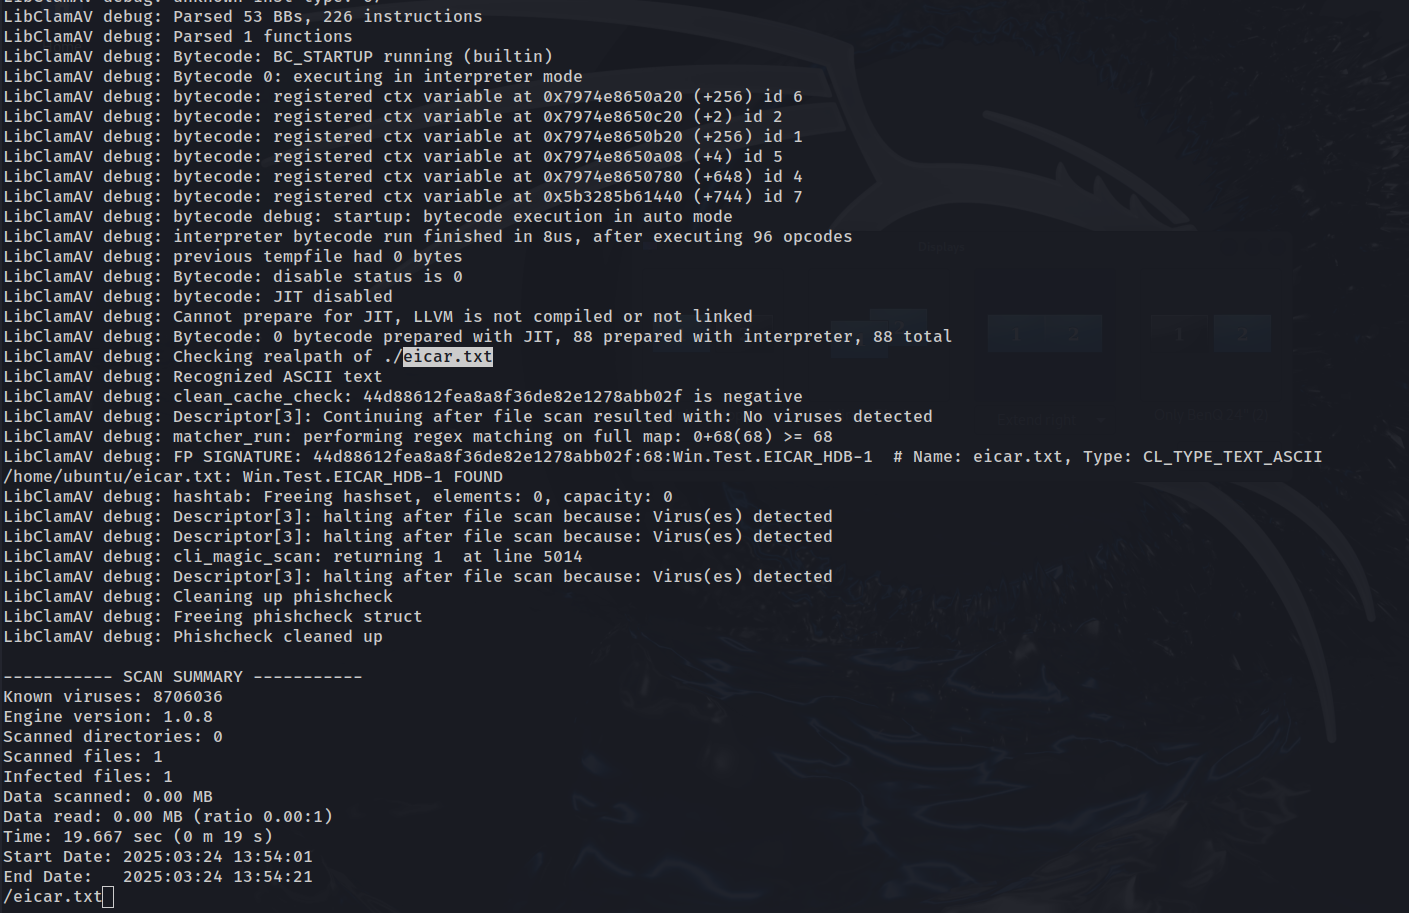 LibClamAV debug: unknown inst type: 67
LibClamAV debug: Parsed 53 BBs, 226 instructions
LibClamAV debug: Parsed 1 functions
LibClamAV debug: Bytecode: BC_STARTUP running (builtin)
LibClamAV debug: Bytecode 0: executing in interpreter mode
LibClamAV debug: bytecode: registered ctx variable at 0x7974e8650a20 (+256) id 6
LibClamAV debug: bytecode: registered ctx variable at 0x7974e8650c20 (+2) id 2
LibClamAV debug: bytecode: registered ctx variable at 0x7974e8650b20 (+256) id 1
LibClamAV debug: bytecode: registered ctx variable at 0x7974e8650a08 (+4) id 5
LibClamAV debug: bytecode: registered ctx variable at 0x7974e8650780 (+648) id 4
LibClamAV debug: bytecode: registered ctx variable at 0x5b3285b61440 (+744) id 7
LibClamAV debug: bytecode debug: startup: bytecode execution in auto mode
LibClamAV debug: interpreter bytecode run finished in 8us, after executing 96 opcodes
LibClamAV debug: previous tempfile had 0 bytes
LibClamAV debug: Bytecode: disable status is 0
LibClamAV debug: bytecode: JIT disabled
LibClamAV debug: Cannot prepare for JIT, LLVM is not compiled or not linked
LibClamAV debug: Bytecode: 0 bytecode prepared with JIT, 88 prepared with interpreter, 88 total
LibClamAV debug: Checking realpath of ./eicar.txt
LibClamAV debug: Recognized ASCII text
LibClamAV debug: clean_cache_check: 44d88612fea8a8f36de82e1278abb02f is negative
LibClamAV debug: Descriptor[3]: Continuing after file scan resulted with: No viruses detected
LibClamAV debug: matcher_run: performing regex matching on full map: 0+68(68) >= 68
LibClamAV debug: FP SIGNATURE: 44d88612fea8a8f36de82e1278abb02f:68:Win.Test.EICAR_HDB-1  # Name: eicar.txt, Type: CL_TYPE_TEXT_ASCII
/home/ubuntu/eicar.txt: Win.Test.EICAR_HDB-1 FOUND
LibClamAV debug: hashtab: Freeing hashset, elements: 0, capacity: 0
LibClamAV debug: Descriptor[3]: halting after file scan because: Virus(es) detected
LibClamAV debug: Descriptor[3]: halting after file scan because: Virus(es) detected
LibClamAV debug: cli_magic_scan: returning 1  at line 5014
LibClamAV debug: Descriptor[3]: halting after file scan because: Virus(es) detected
LibClamAV debug: Cleaning up phishcheck
LibClamAV debug: Freeing phishcheck struct
LibClamAV debug: Phishcheck cleaned up
----------- SCAN SUMMARY -----------
Known viruses: 8706036
Engine version: 1.0.8
Scanned directories: 0
Scanned files: 1
Infected files: 1
Data scanned: 0.00 MB
Data read: 0.00 MB (ratio 0.00:1)
Time: 19.667 sec (0 m 19 s)
Start Date: 2025:03:24 13:54:01
End Date:   2025:03:24 13:54:21
/eicar.txt